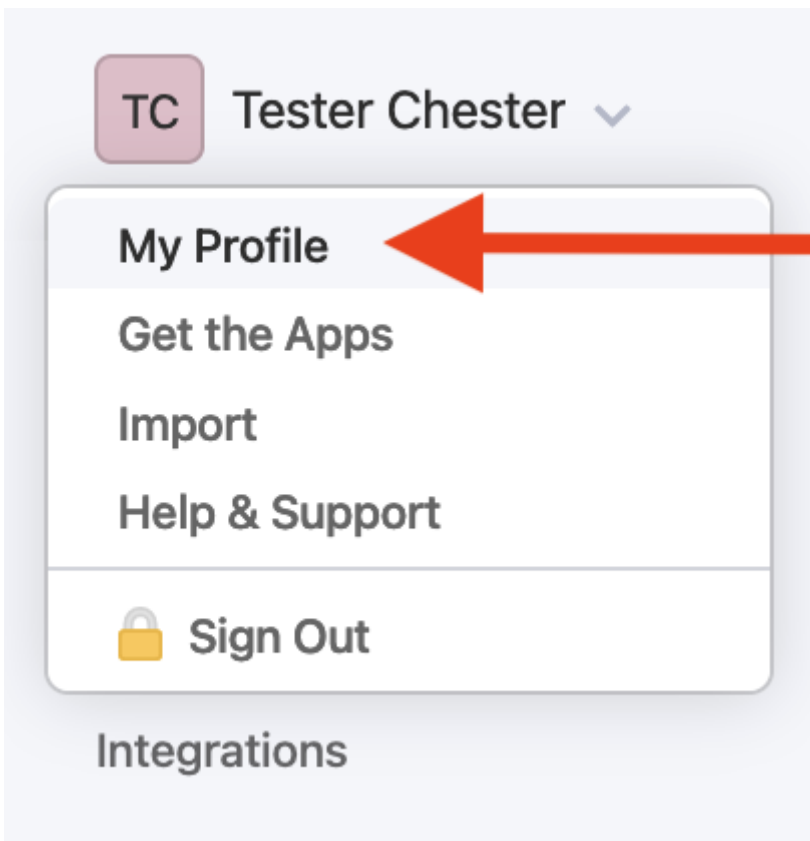 TC Tester Chester
My Profile
Get the Apps
Import
Help & Support
Sign Out
Integrations